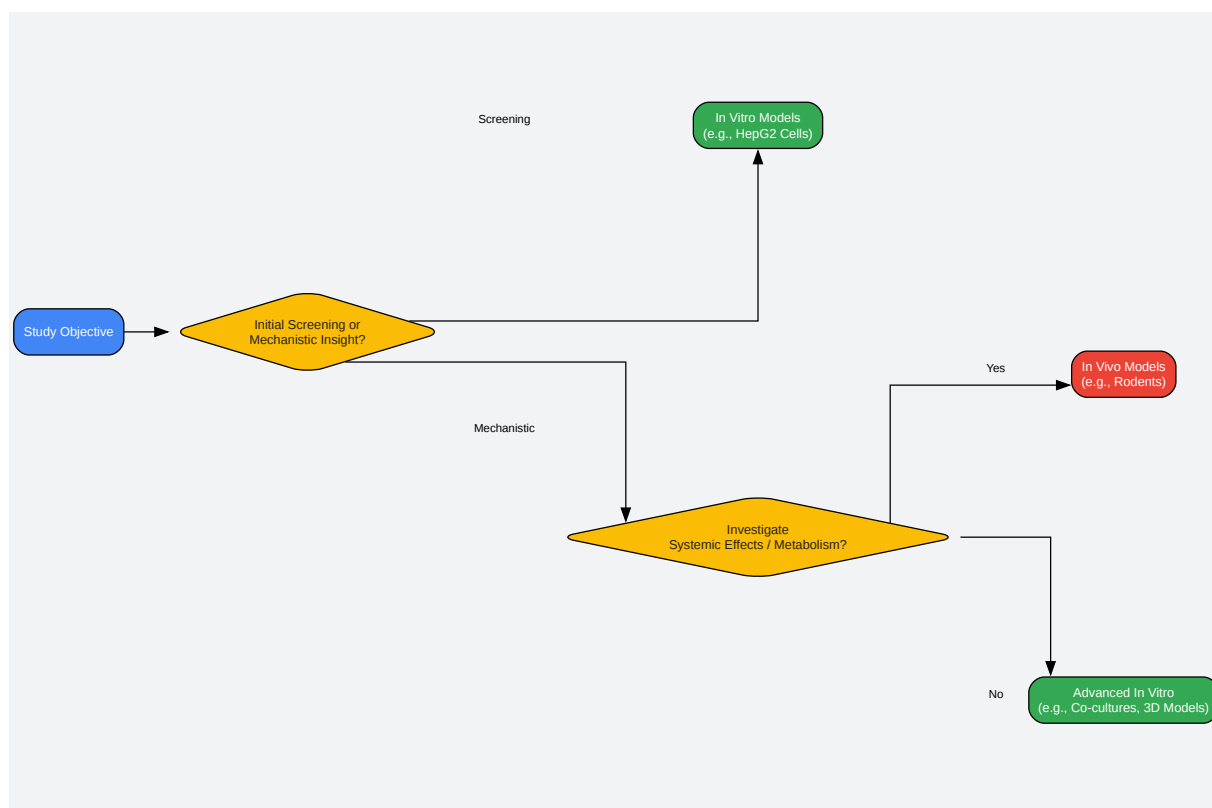 Screening
In Vitro Models
(e.g., HepG2 Cells)
Study Objective
Initial Screening or
Mechanistic Insight?
Yes
In Vivo Models
(e.g., Rodents)
Mechanistic
Investigate
Systemic Effects / Metabolism?
No
Advanced In Vitro
(e.g., Co-cultures, 3D Models)